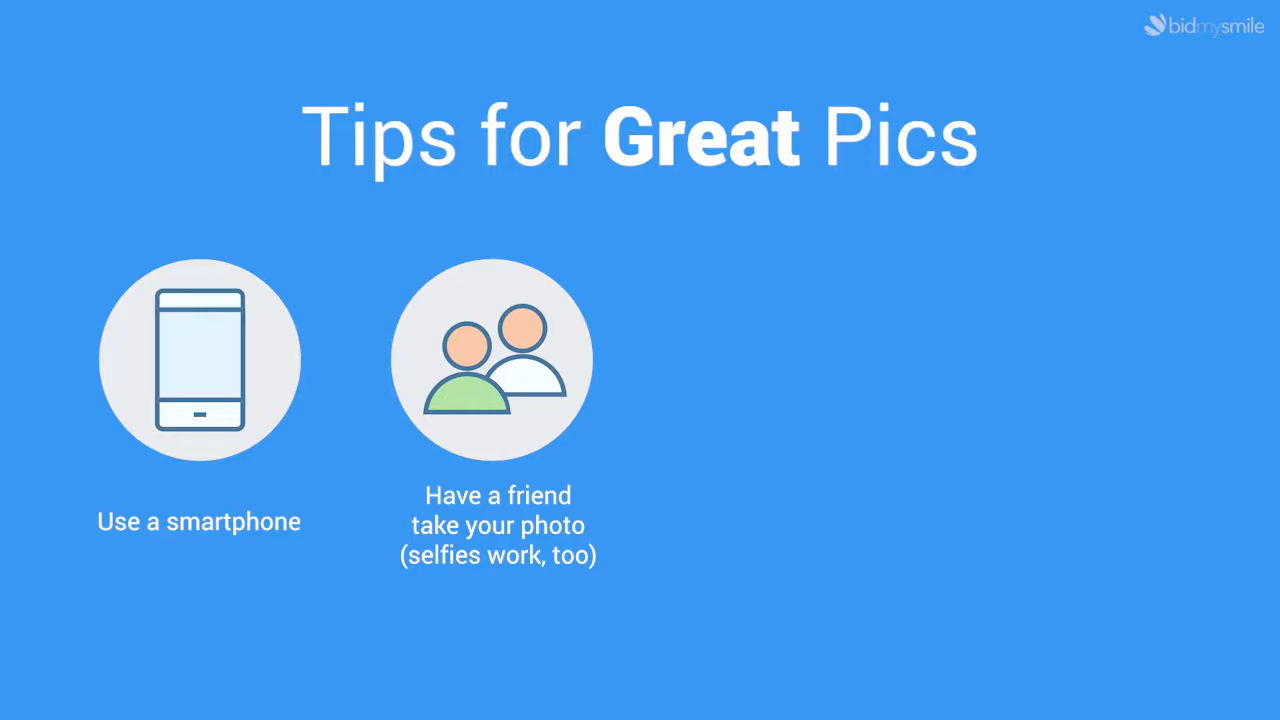 bidmysmile
Tips for Great Pics
Use a smartphone
Have a friend
take your photo
(selfies work, too)